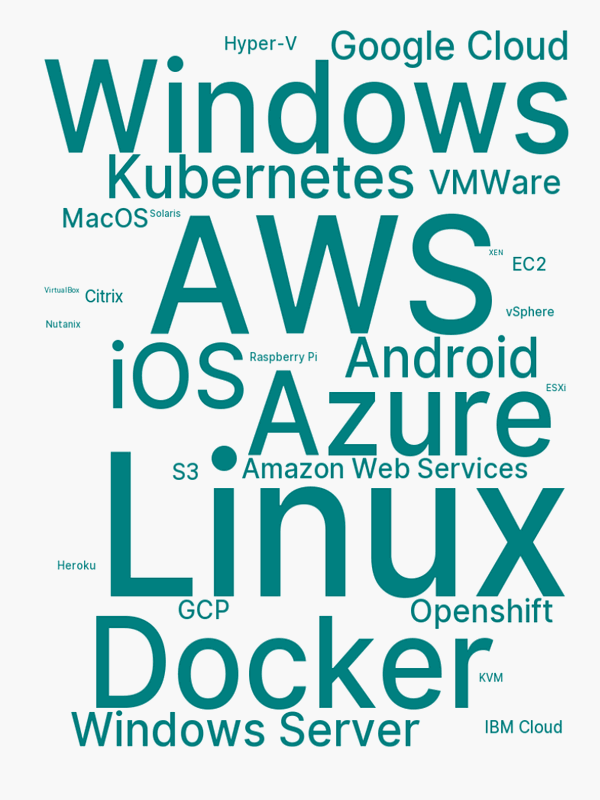 Hyper-V Google Cloud
Windows
Kubernetes VMWare
MacOS Solaris
AWS
XEN EC2
VirtualBox Citrix
vSphere
Nutanix
iOS Raspberry Pi Android
Azure ESXi
S3 Amazon Web Services
Linux
Heroku
GCP Openshift
Docker
KVM
Windows Server IBM Cloud